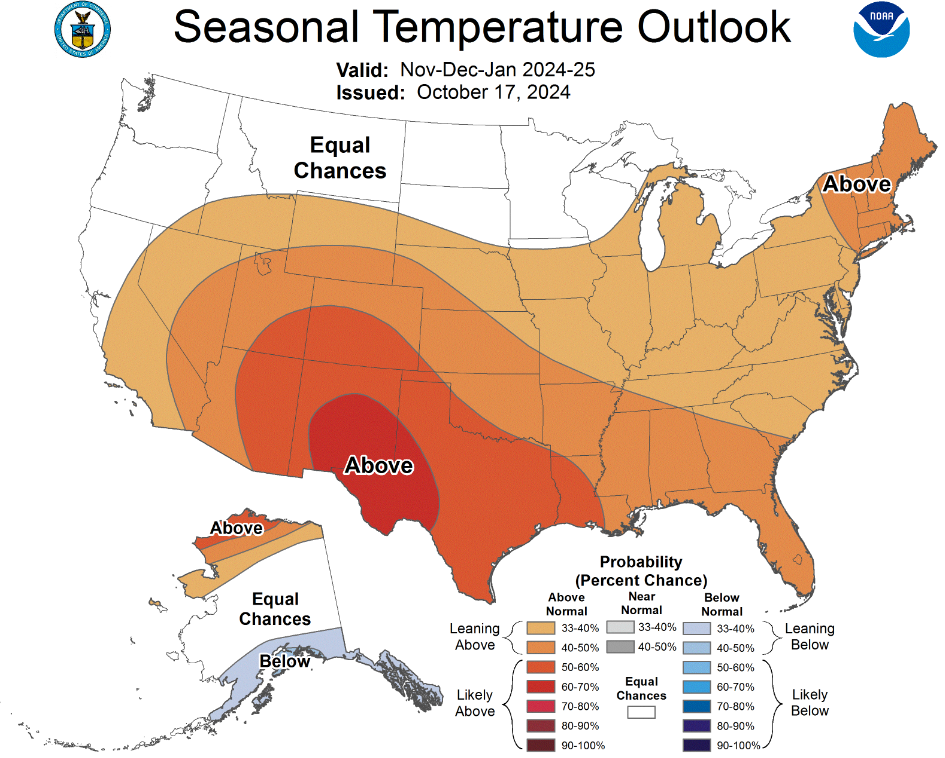 Seasonal Temperature Outlook
NOAA
Valid: Nov-Dec-Jan 2024-25
Issued: October 17, 2024
Equal
Chances
Above
Above
Above
Equal
Chances
Below
Probability
(Percent Chance)
Above
Normal
Near
Normal
Below
Normal
Leaning
Above
33-40%
40-50%
33-40%
40-50%
33-40%
40-50%
Leaning
Below
Likely
Above
50-60%
60-70%
70-80%
80-90%
90-100%
Equal
Chances
50-60%
60-70%
70-80%
80-90%
90-100%
Likely
Below